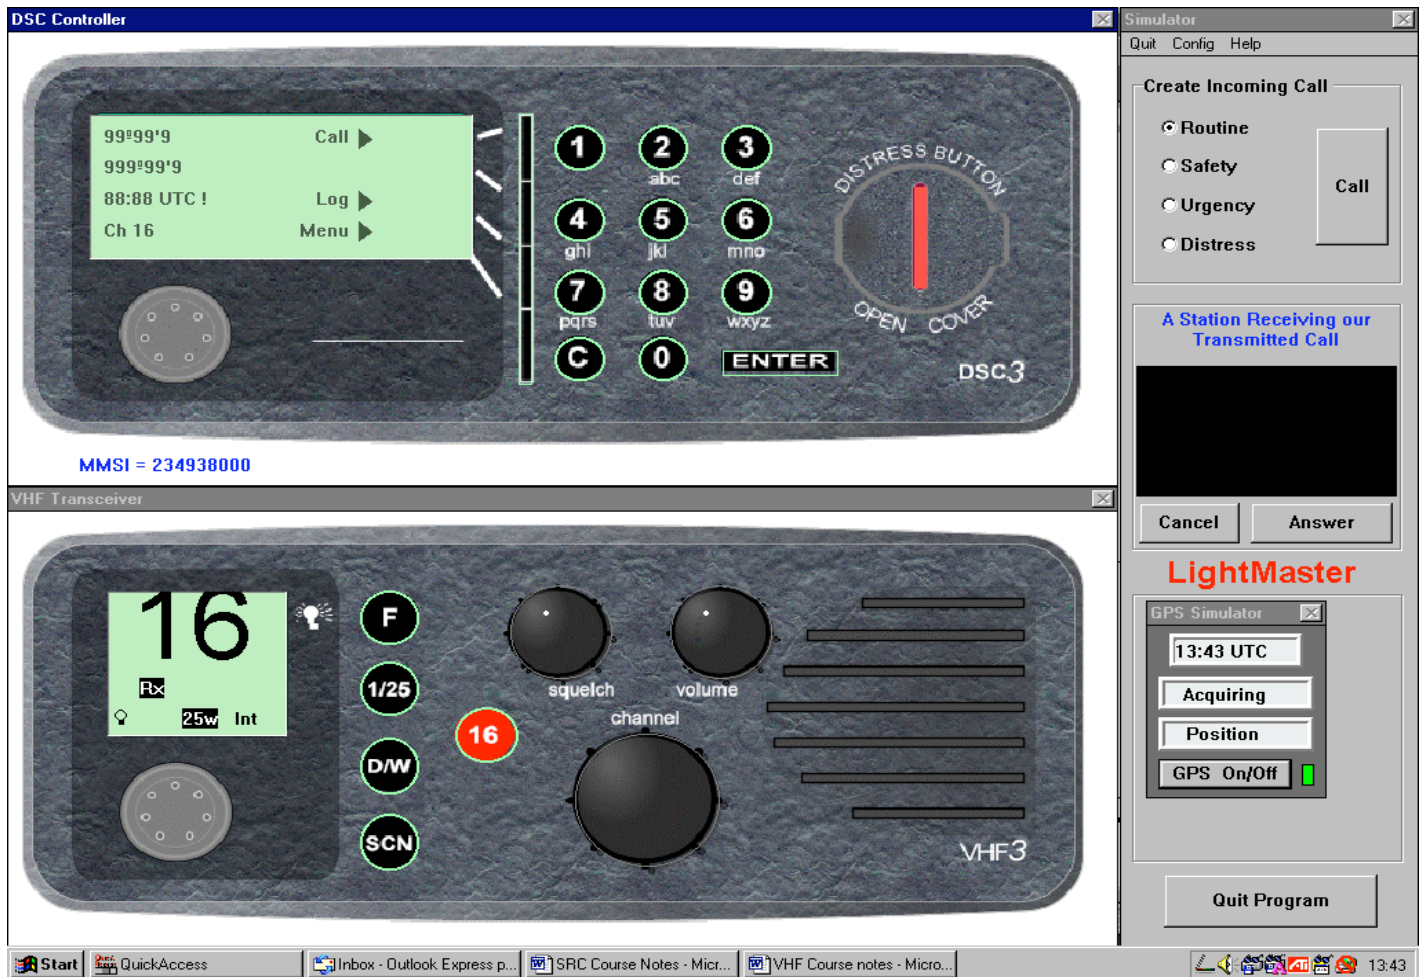 DSC Controller
99º99'9 Call
999º99'9
88:88 UTC ! Log
Ch 16 Menu
1 2 3
abc def
4 5 6
ghi jkl mno
7 8 9
pqrs tuv wxyz
C 0 ENTER
DISTRESS BUTTON
OPEN COVER
DSC3
MMSI = 234938000
VHF Transceiver
16
Rx
25w Int
F
1/25
D/W
SCN
16
squelch volume
channel
VHF3
Simulator
Quit Config Help
Create Incoming Call
Routine
Safety
Urgency
Distress
Call
A Station Receiving our
Transmitted Call
Cancel Answer
LightMaster
GPS Simulator
13:43 UTC
Acquiring
Position
GPS On/Off
Quit Program
Start QuickAccess Inbox - Outlook Express p... SRC Course Notes - Micr... VHF Course notes - Micro... 13:43